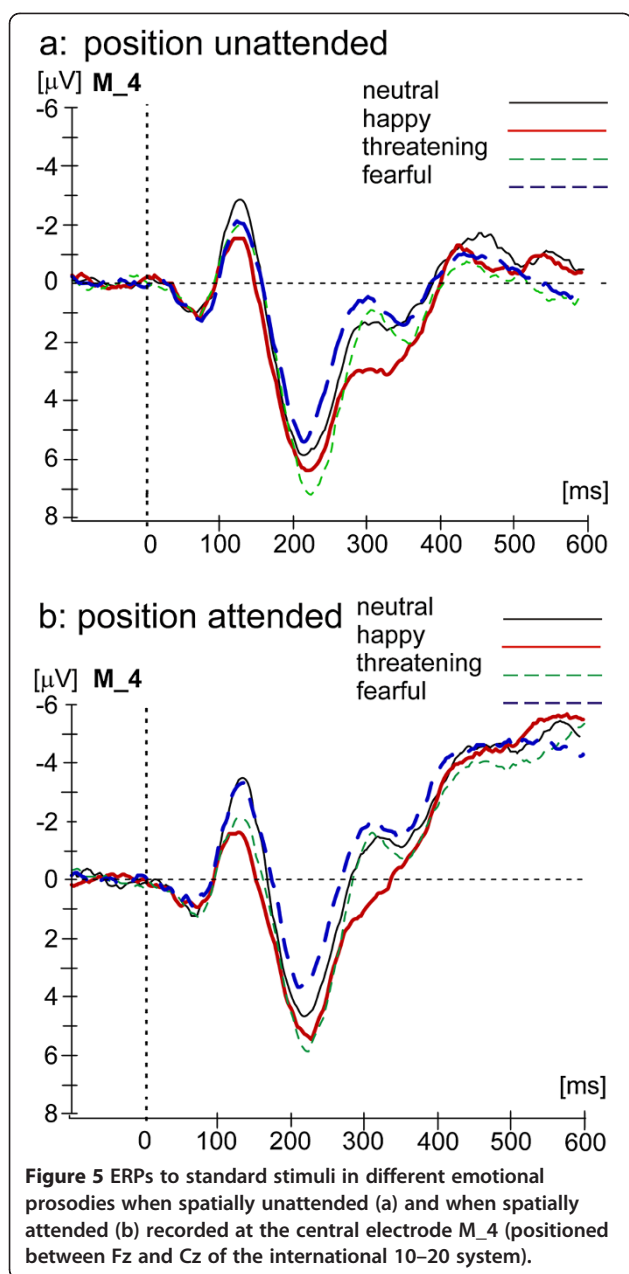 a: position unattended
[μV] M_4
neutral
happy
threatening
fearful
-6
-4
-2
0
2
4
6
8
[ms]
0 100 200 300 400 500 600
b: position attended
neutral
happy
threatening
fearful
[μV] M_4
-6
-4
-2
0
2
4
6
8
[ms]
0 100 200 300 400 500 600
Figure 5 ERPs to standard stimuli in different emotional
prosodies when spatially unattended (a) and when spatially
attended (b) recorded at the central electrode M_4 (positioned
between Fz and Cz of the international 10–20 system).